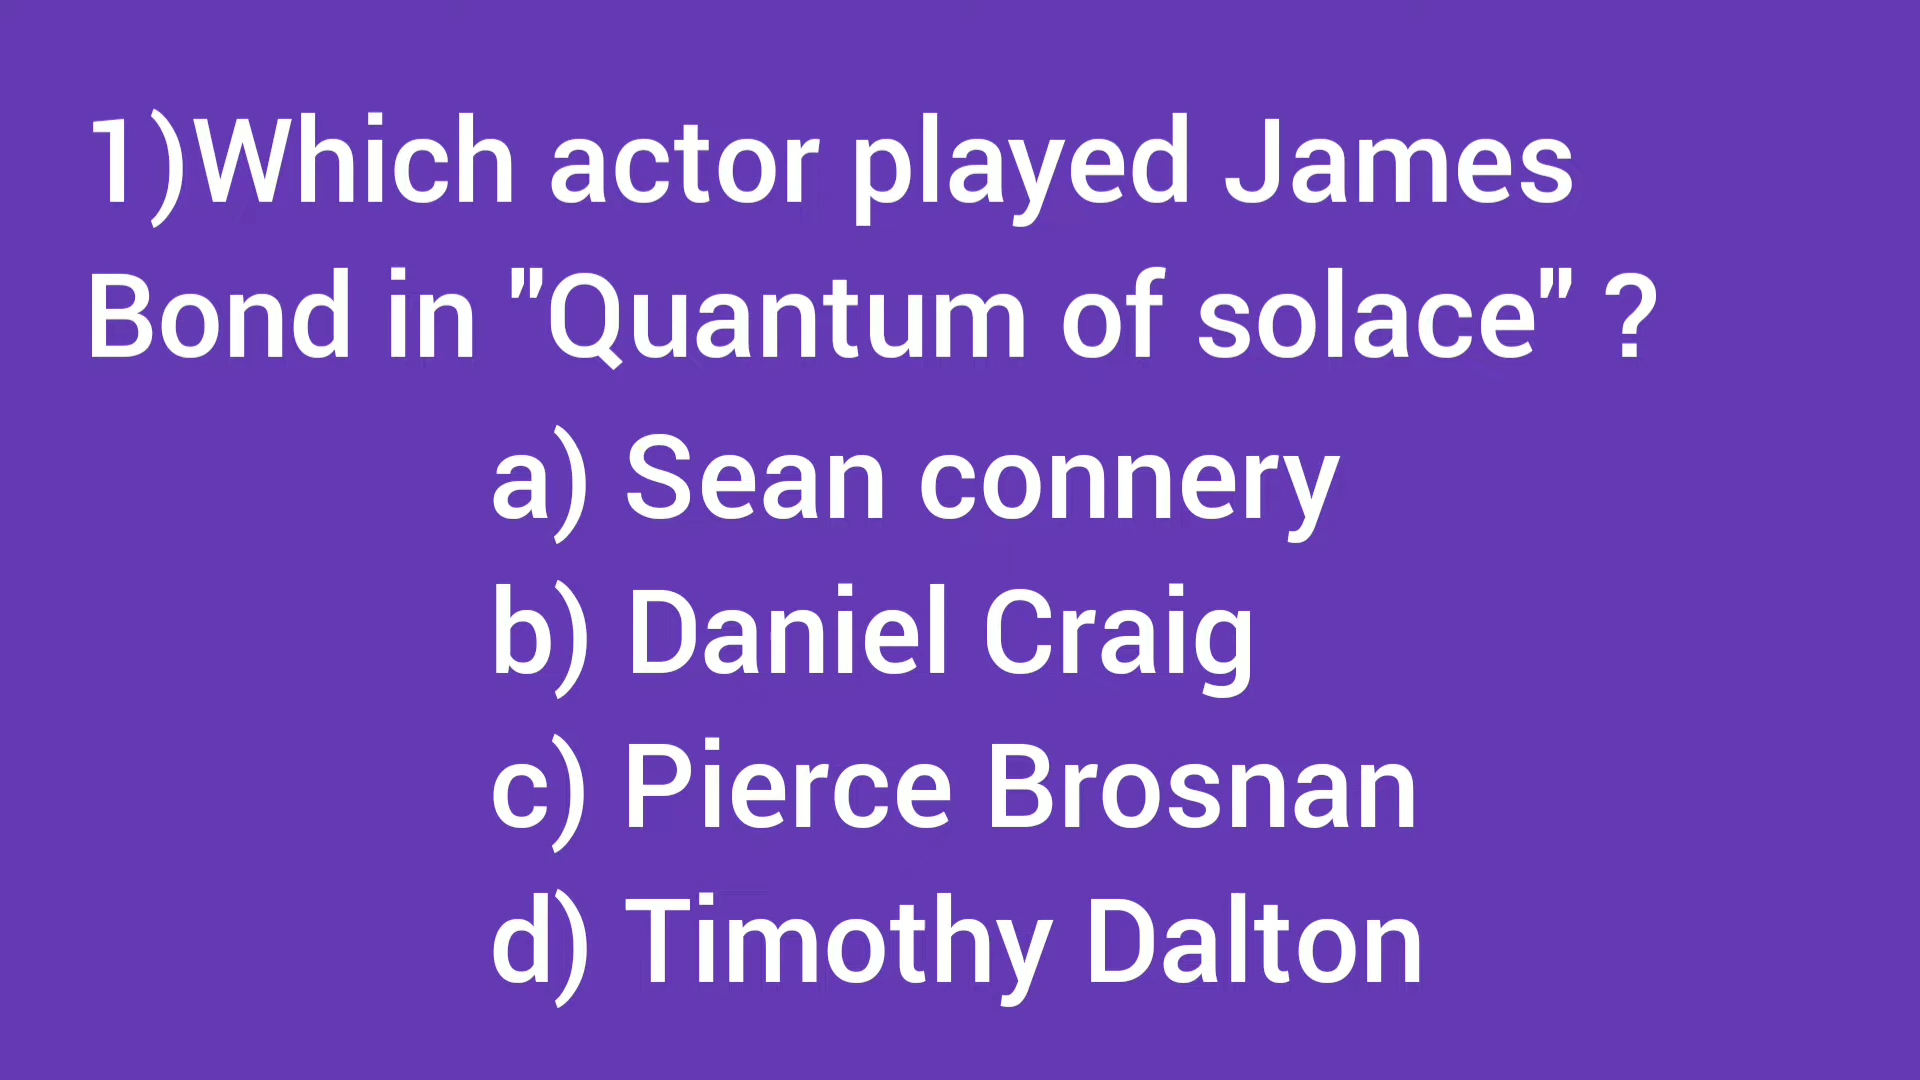 1)Which actor played James
Bond in "Quantum of solace" ?
a) Sean connery
b) Daniel Craig
c) Pierce Brosnan
d) Timothy Dalton